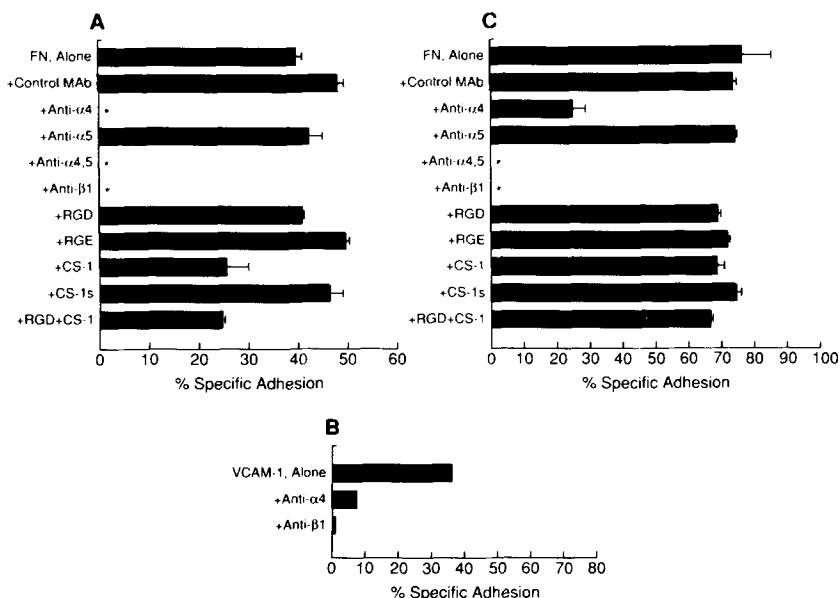 A
FN, Alone
+Control MAb
+Anti-α4
+Anti-α5
+Anti-α4,5
+Anti-β1
+RGD
+RGE
+CS-1
+CS-1s
+RGD+CS-1
0 10 20 30 40 50 60
% Specific Adhesion
C
FN, Alone
+Control MAb
+Anti-α4
+Anti-α5
+Anti-α4,5
+Anti-β1
+RGD
+RGE
+CS-1
+CS-1s
+RGD+CS-1
0 10 20 30 40 50 60 70 80 90 100
% Specific Adhesion
B
VCAM-1, Alone
+Anti-α4
+Anti-β1
0 10 20 30 40 50 60 70 80
% Specific Adhesion